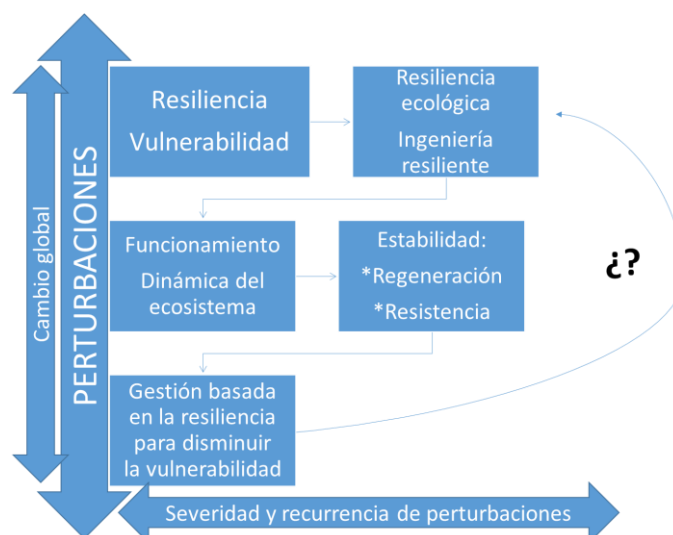 Cambio global
PERTURBACIONES
Resiliencia
Vulnerabilidad
Resiliencia
ecológica
Ingeniería
resiliente
Funcionamiento
Dinámica del
ecosistema
Estabilidad:
*Regeneración
*Resistencia
¿?
Gestión basada
en la resiliencia
para disminuir
la vulnerabilidad
Severidad y recurrencia de perturbaciones